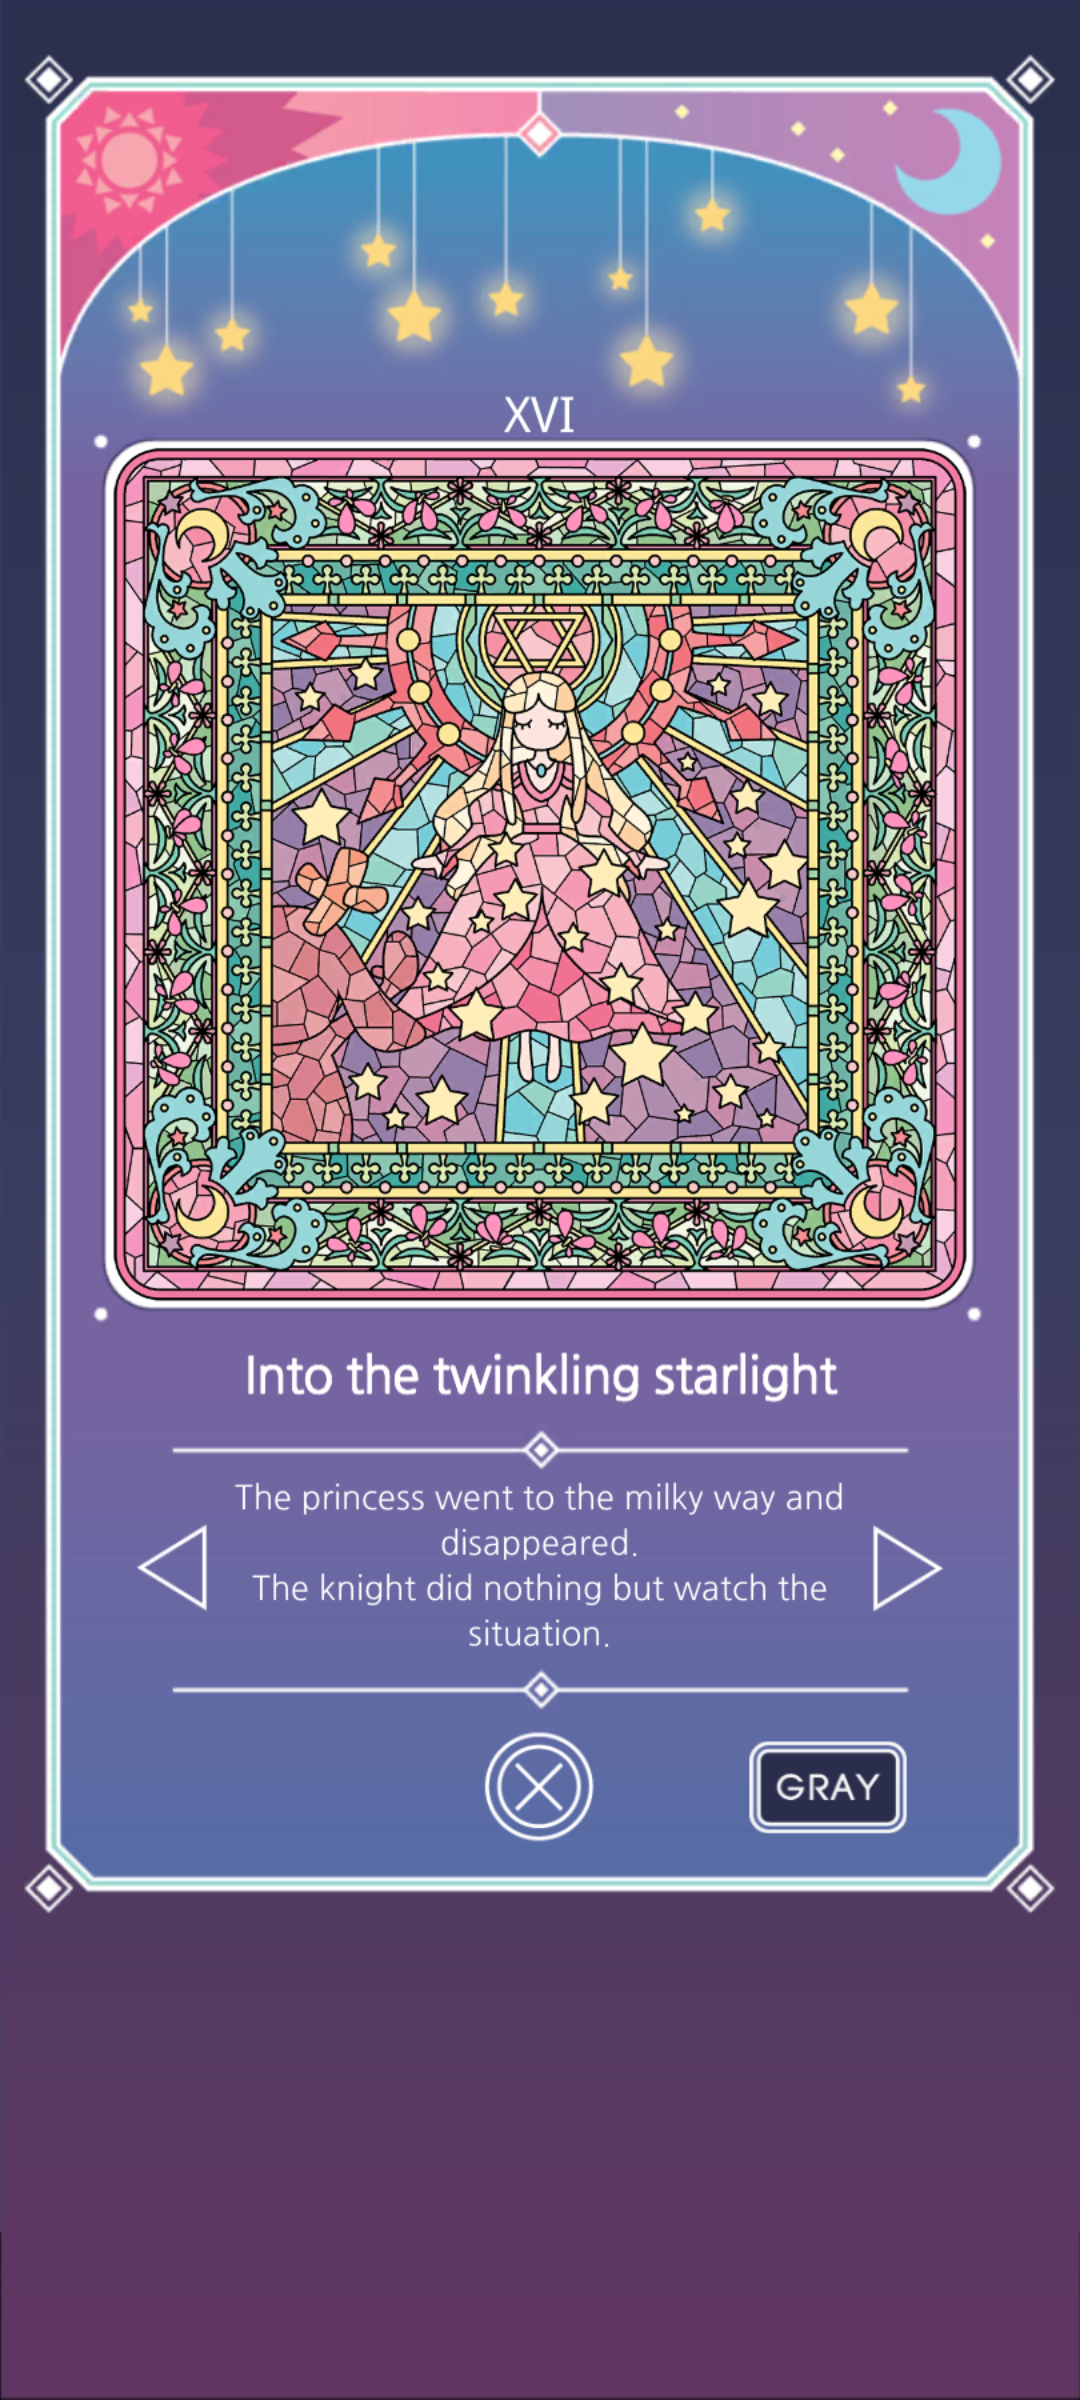 XVI
Into the twinkling starlight
The princess went to the milky way and
disappeared.
The knight did nothing but watch the
situation.
GRAY